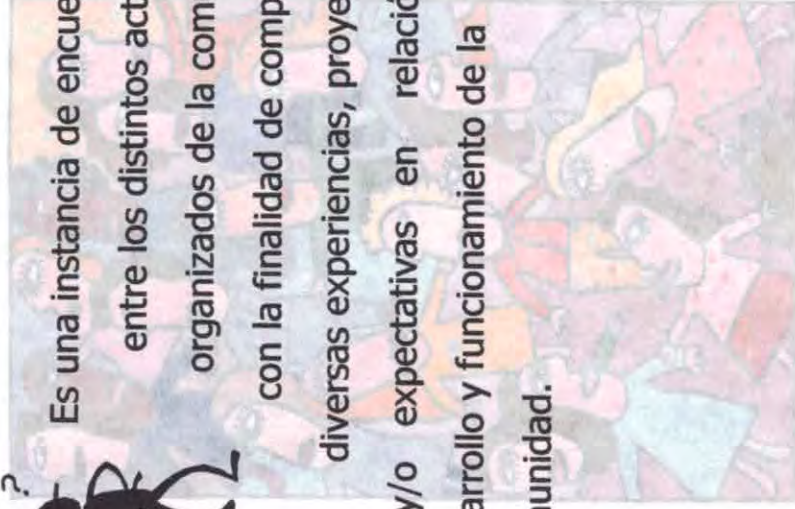 ?
Es una instancia de encue
entre los distintos act
organizados de la com
con la finalidad de comp
diversas experiencias, proye
y/o expectativas en relació
arrollo y funcionamiento de la
unidad.